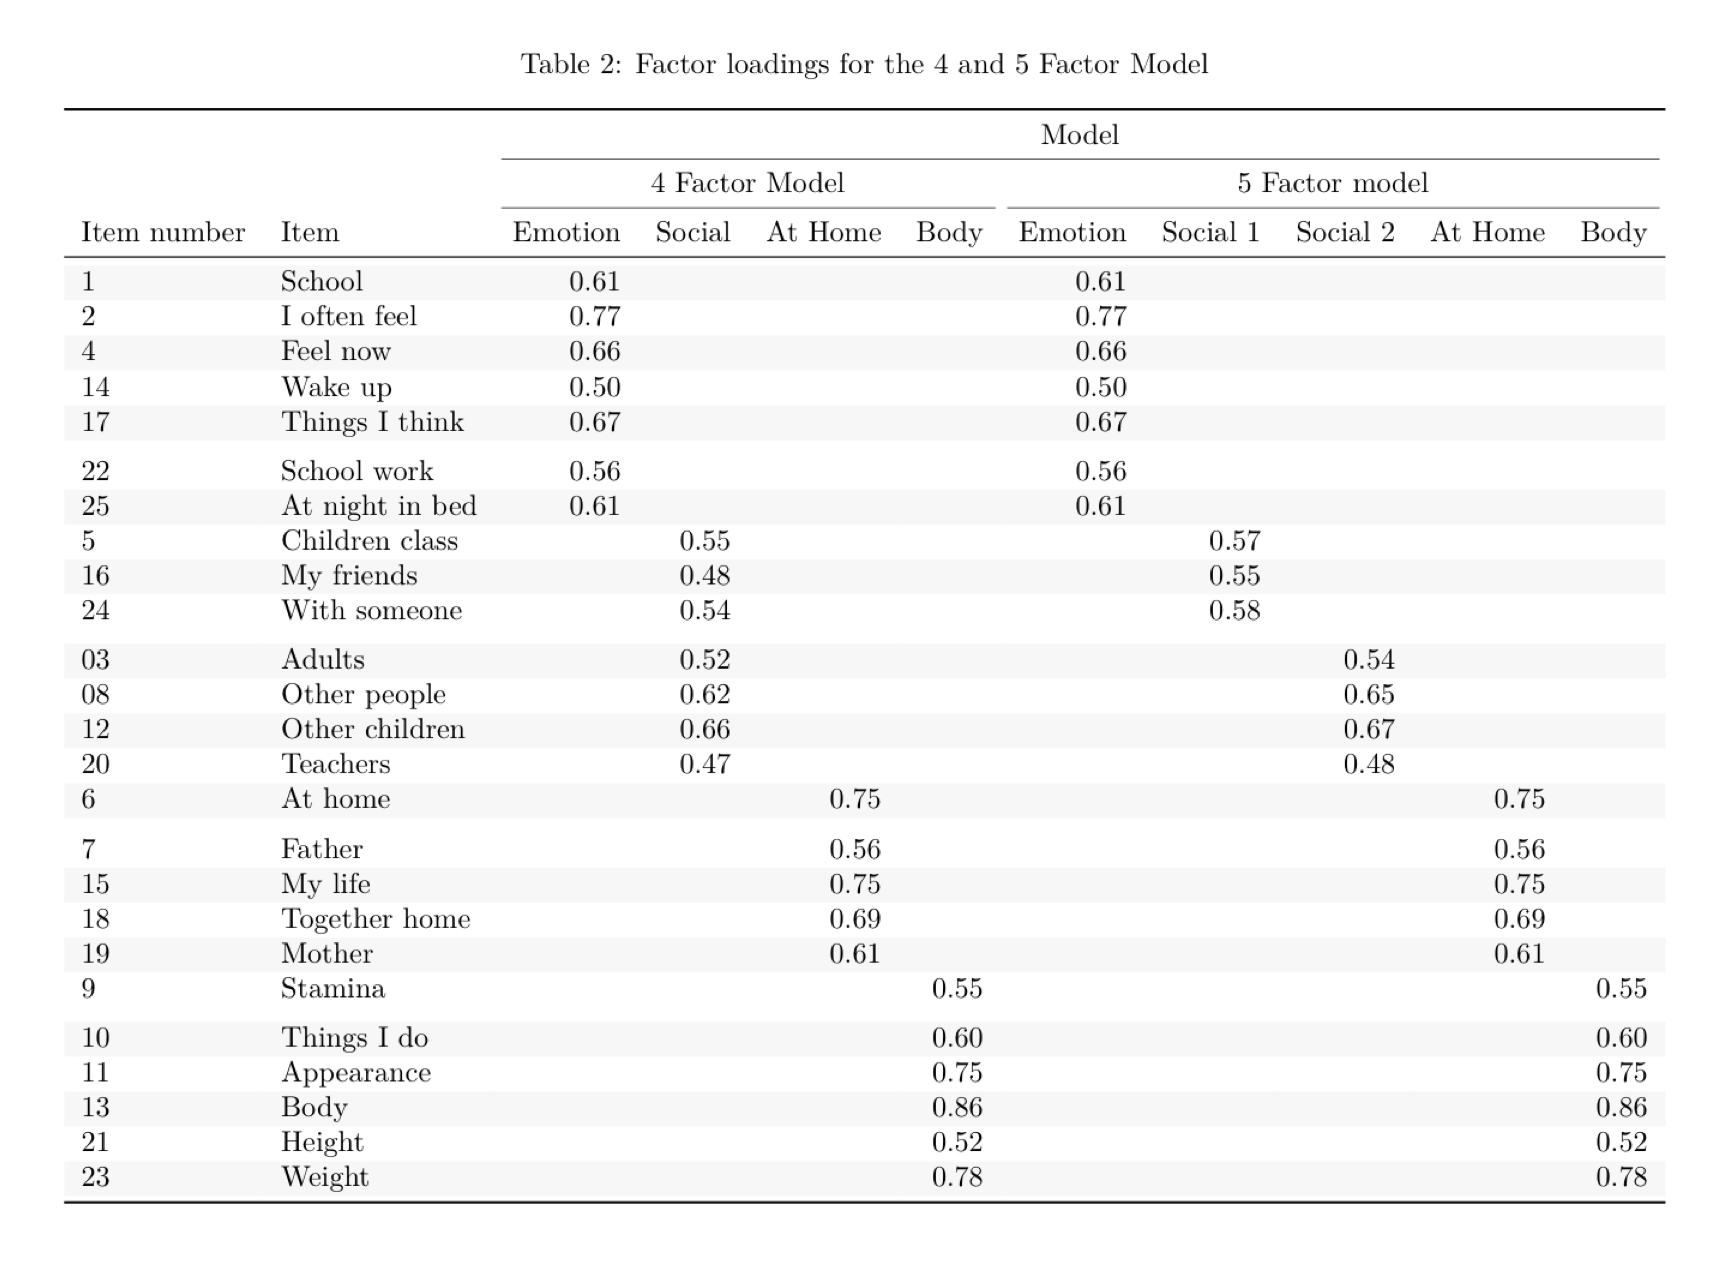 Table 2: Factor loadings for the 4 and 5 Factor Model
Model
4 Factor Model 5 Factor model
Item number Item Emotion Social At Home Body Emotion Social 1 Social 2 At Home Body
1 School 0.61 0.61
2 I often feel 0.77 0.77
4 Feel now 0.66 0.66
14 Wake up 0.50 0.50
17 Things I think 0.67 0.67
22 School work 0.56 0.56
25 At night in bed 0.61 0.61
5 Children class 0.55 0.57
16 My friends 0.48 0.55
24 With someone 0.54 0.58
03 Adults 0.52 0.54
08 Other people 0.62 0.65
12 Other children 0.66 0.67
20 Teachers 0.47 0.48
6 At home 0.75 0.75
7 Father 0.56 0.56
15 My life 0.75 0.75
18 Together home 0.69 0.69
19 Mother 0.61 0.61
9 Stamina 0.55 0.55
10 Things I do 0.60 0.60
11 Appearance 0.75 0.75
13 Body 0.86 0.86
21 Height 0.52 0.52
23 Weight 0.78 0.78